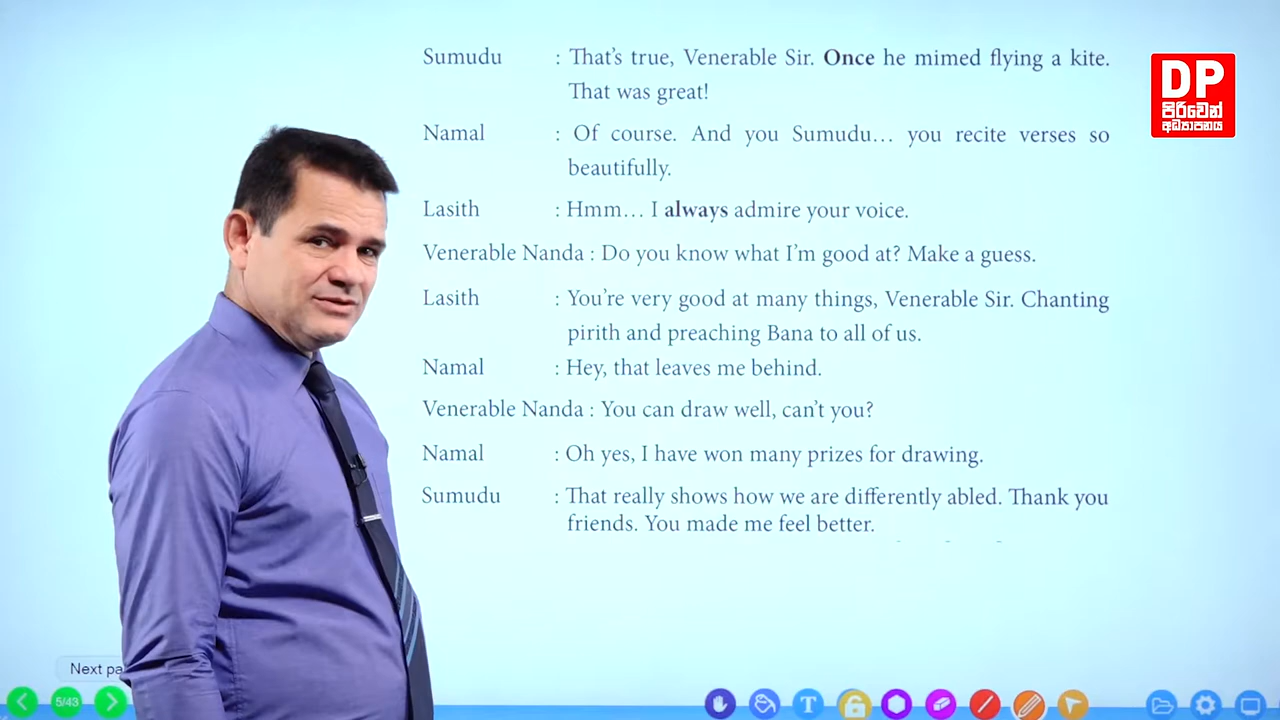 Sumudu : That's true, Venerable Sir. Once he mimed flying a kite.
That was great!
Namal : Of course. And you Sumudu… you recite verses so
beautifully.
Lasith : Hmm… I always admire your voice.
Venerable Nanda : Do you know what I'm good at? Make a guess.
Lasith : You're very good at many things, Venerable Sir. Chanting
pirith and preaching Bana to all of us.
Namal : Hey, that leaves me behind.
Venerable Nanda : You can draw well, can't you?
Namal : Oh yes, I have won many prizes for drawing.
Sumudu : That really shows how we are differently abled. Thank you
friends. You made me feel better.
DP
පිරිවෙන්
අධ්‍යාපනය
Next pa
5/43
T